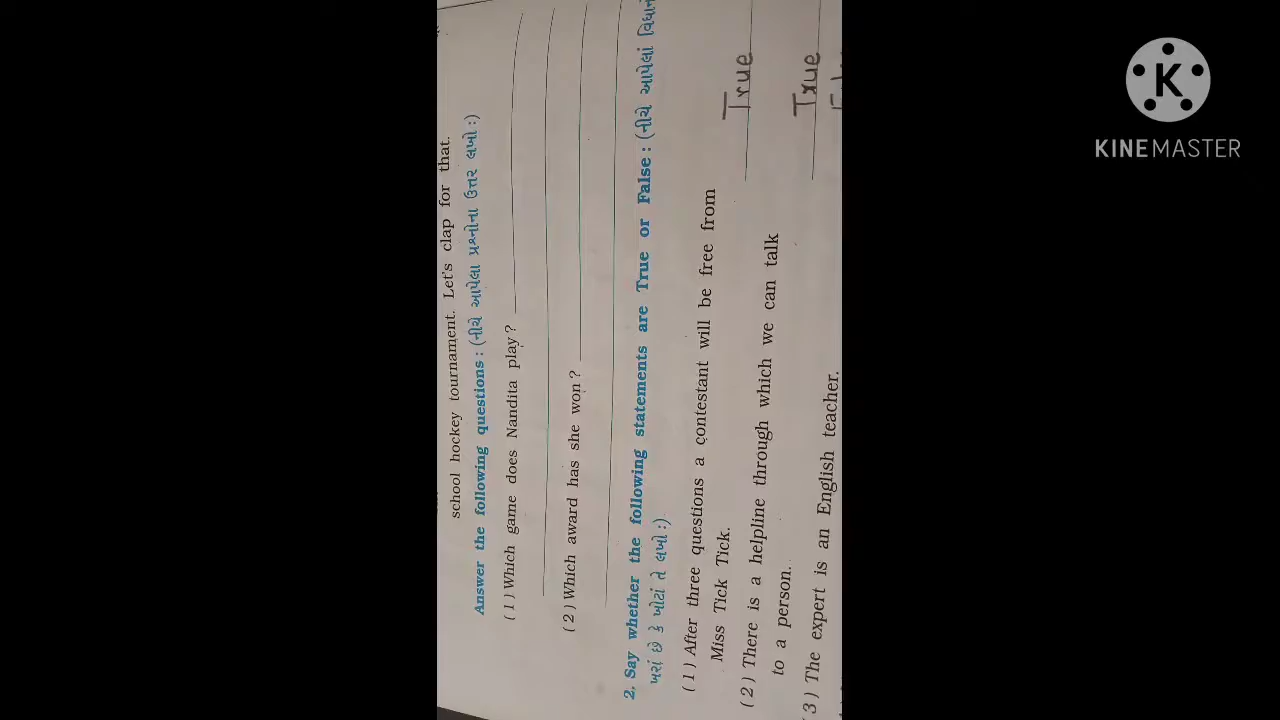 school hockey tournament. Let's clap for that.
Answer the following questions : (નીચે આપેલા પ્રશ્નોના ઉત્તર લખો :)
(1) Which game does Nandita play?
(2) Which award has she won?
2. Say whether the following statements are True or False : (નીચે આપેલાં વિધાનો
ખરાં છે કે ખોટાં તે લખો :)
(1) After three questions a contestant will be free from
Miss Tick Tick. True
(2) There is a helpline through which we can talk
to a person. True
(3) The expert is an English teacher.
KINEMASTER